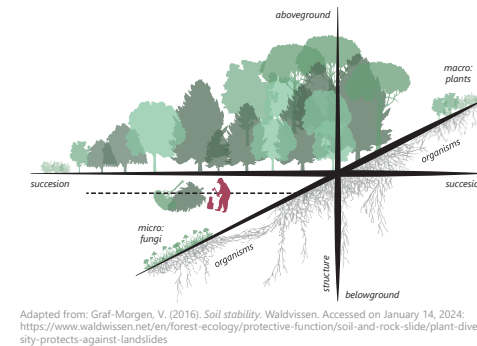 aboveground
macro:
plants
organisms
succesion
succesio
micro:
fungi
organisms
structure
belowground
Adapted from: Graf-Morgen, V. (2016). Soil stability. Waldvissen. Accessed on January 14, 2024:
https://www.waldwissen.net/en/forest-ecology/protective-function/soil-and-rock-slide/plant-dive
sity-protects-against-landslides